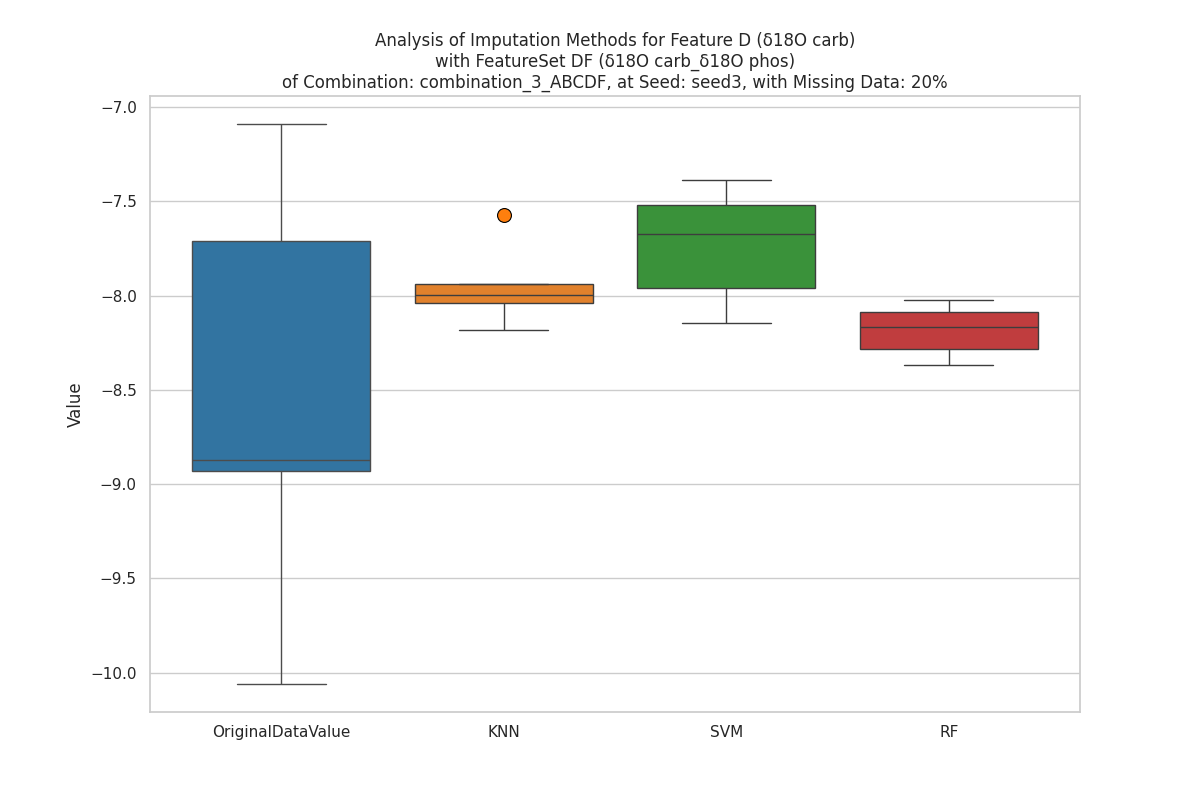 Analysis of Imputation Methods for Feature D (δ18O carb)
with FeatureSet DF (δ18O carb_δ18O phos)
of Combination: combination_3_ABCDF, at Seed: seed3, with Missing Data: 20%
−7.0
−7.5
−8.0
−8.5
−9.0
−9.5
−10.0
Value
OriginalDataValue
KNN
SVM
RF